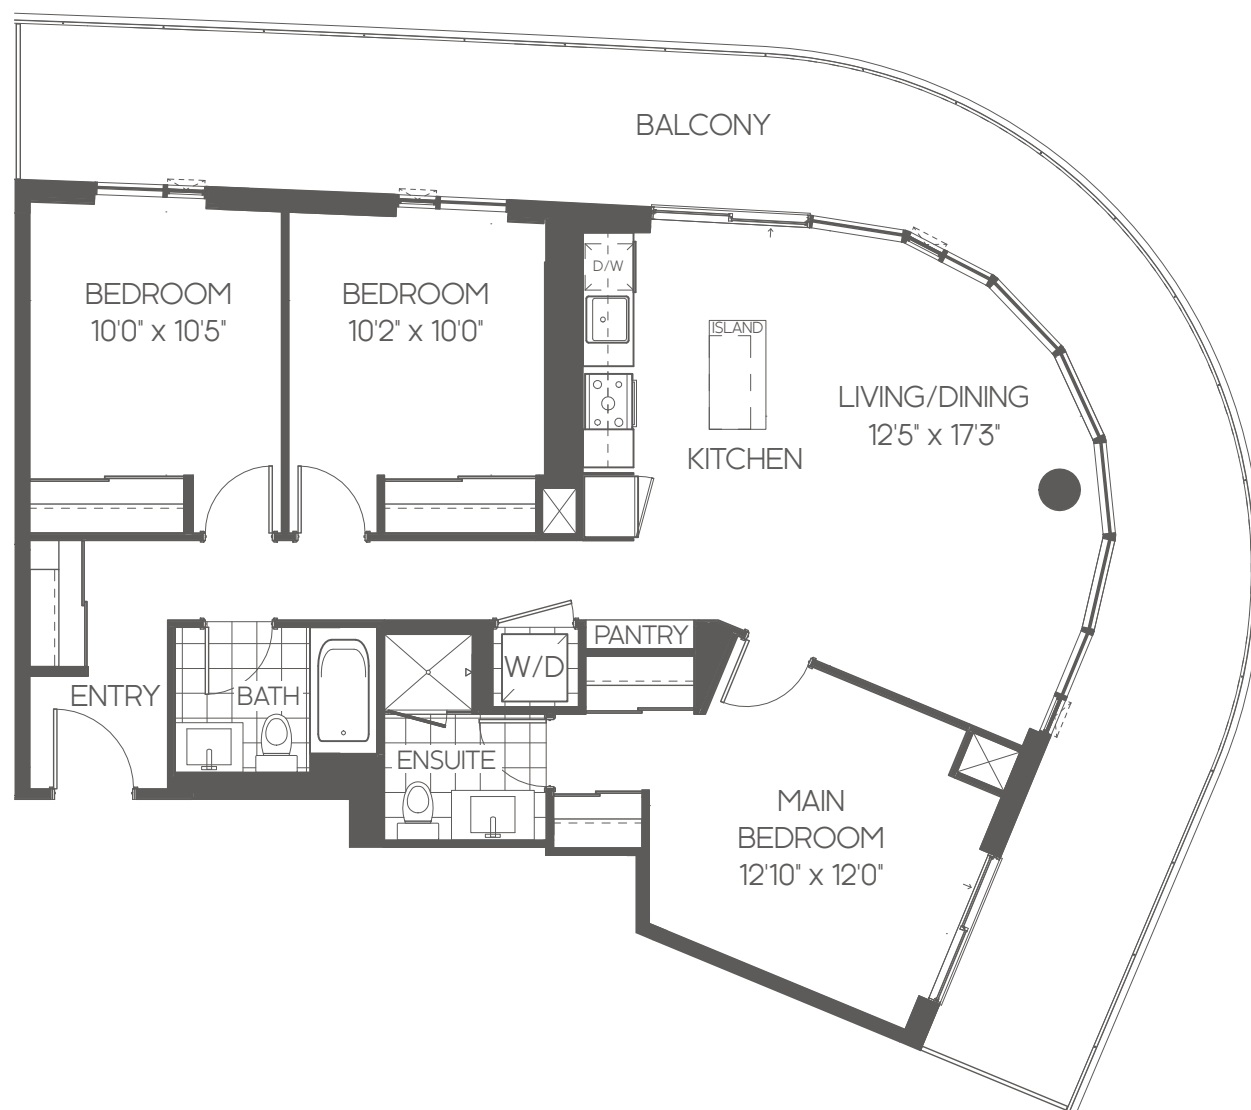 BALCONY
D/W
BEDROOM
10'0" x 10'5"
BEDROOM
10'2" x 10'0"
ISLAND
LIVING/DINING
12'5" x 17'3"
KITCHEN
PANTRY
W/D
ENTRY
BATH
ENSUITE
MAIN
BEDROOM
12'10" x 12'0"